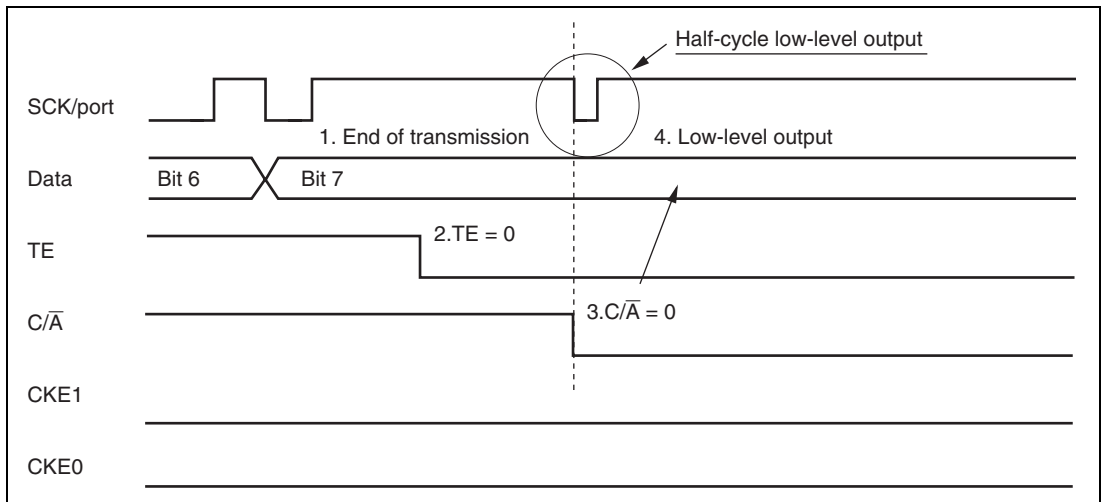 Half-cycle low-level output
SCK/port
1. End of transmission
4. Low-level output
Data
Bit 6
Bit 7
TE
2.TE = 0
C/A̅
3.C/A̅ = 0
CKE1
CKE0